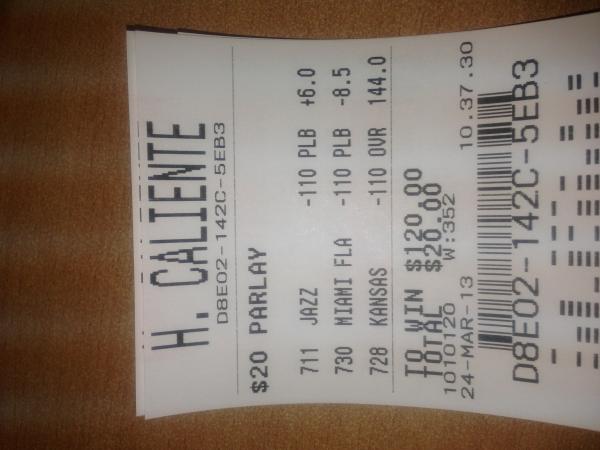 H. CALIENTE
D8E02-142C-5EB3
$20 PARLAY
711 JAZZ -110 PLB +6.0
730 MIAMI FLA -110 PLB -8.5
728 KANSAS -110 OVR 144.0
TO WIN $120.00
TOTAL $20.00
1010120 W:352
24-MAR-13 10.37.30
D8E02-142C-5EB3